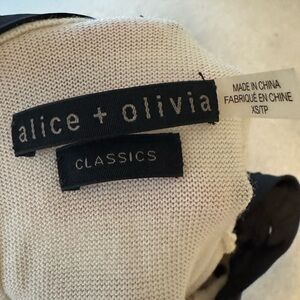 alice + olivia
CLASSICS
MADE IN CHINA
FABRIQUÉ EN CHINE
XS/TP